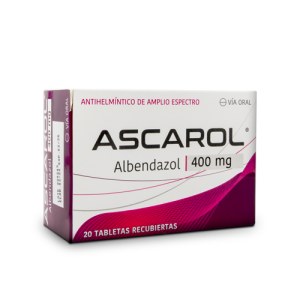 ANTIHELMÍNTICO DE AMPLIO ESPECTRO
VÍA ORAL
ASCAROL®
Albendazol 400 mg
20 TABLETAS RECUBIERTAS